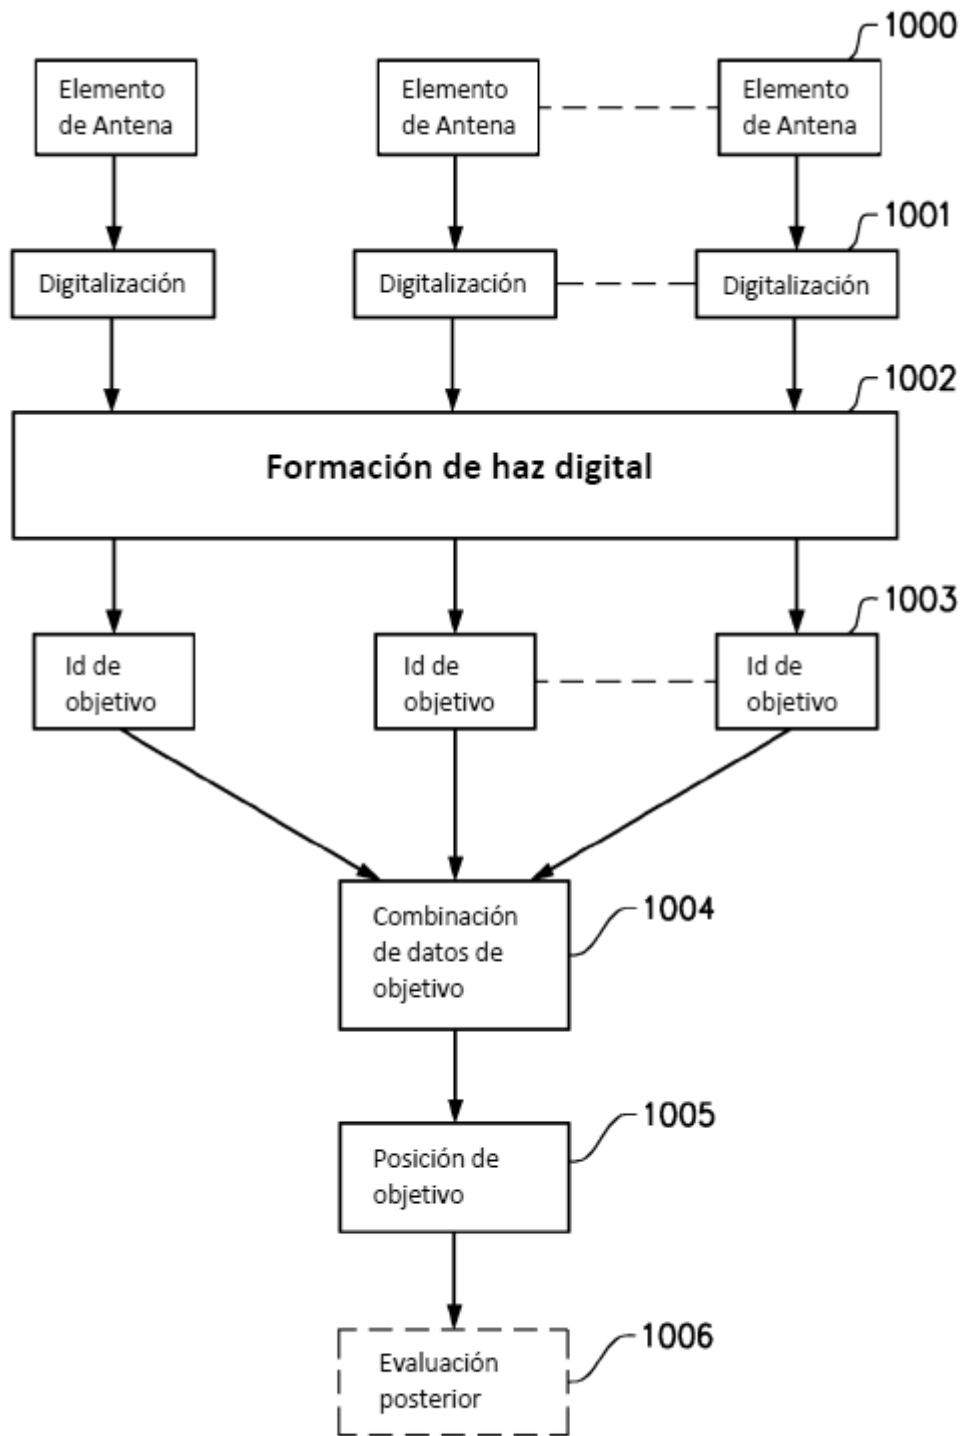 1000
Elemento
de Antena
Elemento
de Antena
Elemento
de Antena
1001
Digitalización
Digitalización
Digitalización
1002
Formación de haz digital
1003
Id de
objetivo
Id de
objetivo
Id de
objetivo
1004
Combinación
de datos de
objetivo
1005
Posición de
objetivo
1006
Evaluación
posterior